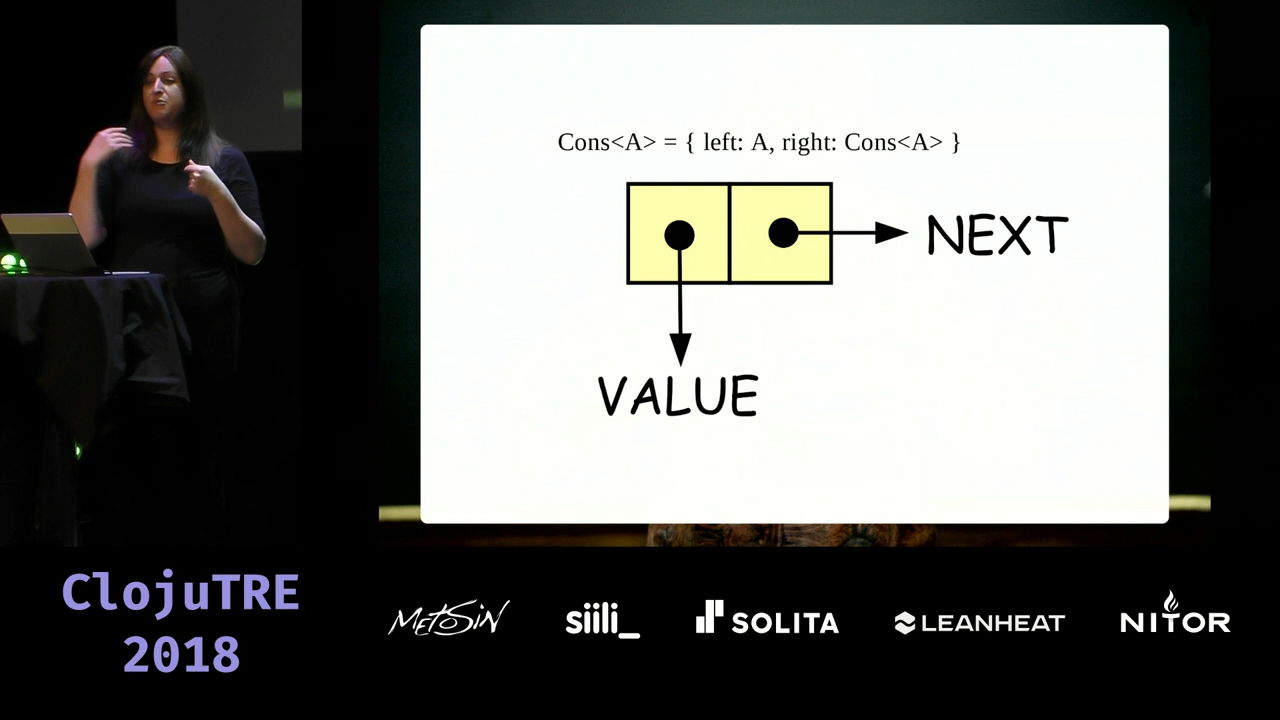 Cons<A> = { left: A, right: Cons<A> }
NEXT
VALUE
ClojuTRE
2018
METOSIN
siili_
SOLITA
LEANHEAT
NITOR